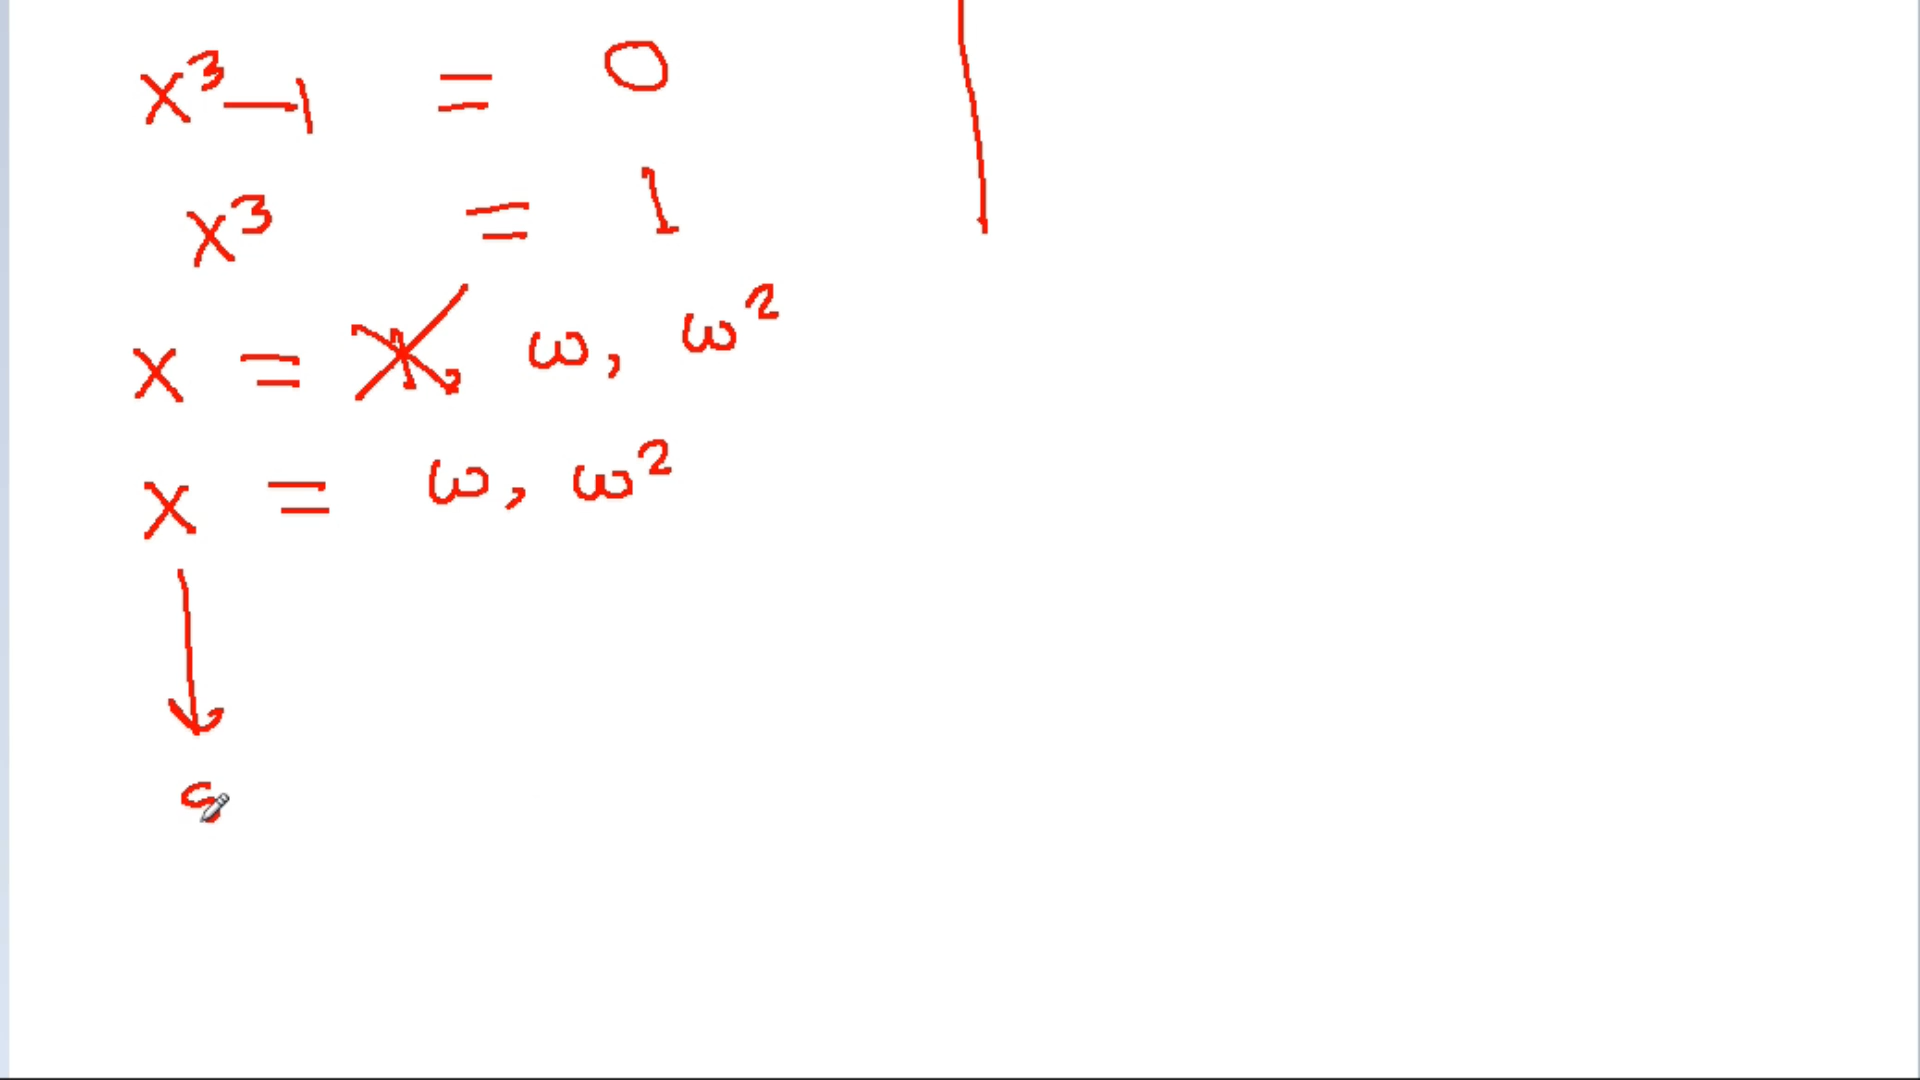 x³ – 1 = 0
x³ = 1
x = 1, ω, ω²
x = ω, ω²
s